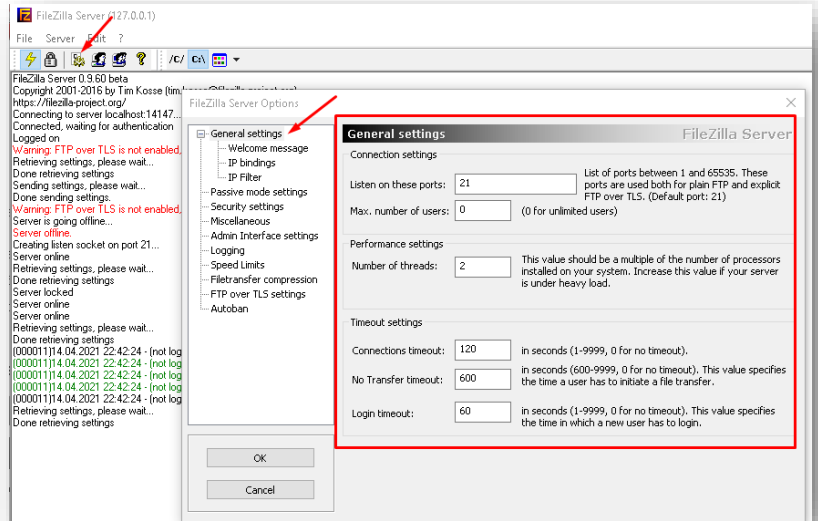 FileZilla Server (127.0.0.1)
File Server Edit ?
/C/ C:\
FileZilla Server 0.9.60 beta
Copyright 2001-2016 by Tim Kosse (tim.kosse@filezilla-project.org)
https://filezilla-project.org/
Connecting to server localhost:14147...
Connected, waiting for authentication
Logged on
Warning: FTP over TLS is not enabled,
Retrieving settings, please wait...
Done retrieving settings
Sending settings, please wait...
Done sending settings.
Warning: FTP over TLS is not enabled,
Server is going offline...
Server offline.
Creating listen socket on port 21...
Server online
Retrieving settings, please wait...
Done retrieving settings
Server locked
Server online
Server online
Retrieving settings, please wait...
Done retrieving settings
(000011)14.04.2021 22:42:24 - (not log
(000011)14.04.2021 22:42:24 - (not log
(000011)14.04.2021 22:42:24 - (not log
(000011)14.04.2021 22:42:24 - (not log
(000011)14.04.2021 22:42:24 - (not log
Retrieving settings, please wait...
Done retrieving settings
FileZilla Server Options
General settings
Welcome message
IP bindings
IP Filter
Passive mode settings
Security settings
Miscellaneous
Admin Interface settings
Logging
Speed Limits
Filetransfer compression
FTP over TLS settings
Autoban
OK
Cancel
General settings FileZilla Server
Connection settings
Listen on these ports: 21
List of ports between 1 and 65535. These
ports are used both for plain FTP and explicit
FTP over TLS. (Default port: 21)
Max. number of users: 0 (0 for unlimited users)
Performance settings
Number of threads: 2
This value should be a multiple of the number of processors
installed on your system. Increase this value if your server
is under heavy load.
Timeout settings
Connections timeout: 120 in seconds (1-9999, 0 for no timeout).
No Transfer timeout: 600
in seconds (600-9999, 0 for no timeout). This value specifies
the time a user has to initiate a file transfer.
Login timeout: 60
in seconds (1-9999, 0 for no timeout). This value specifies
the time in which a new user has to login.